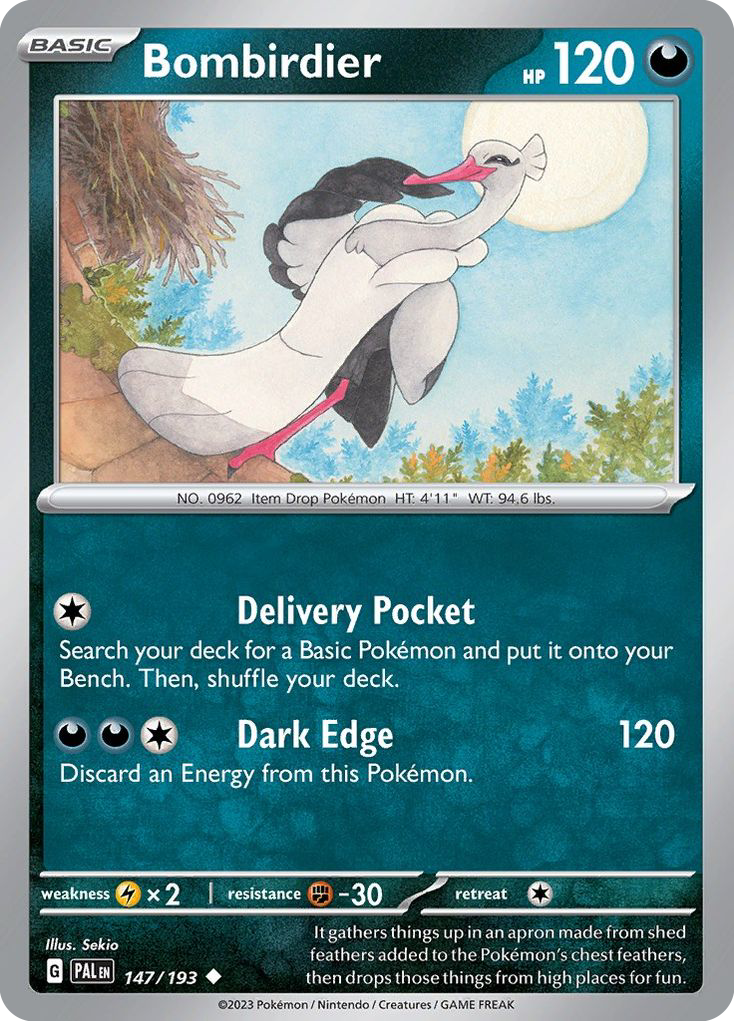 BASIC
Bombirdier
HP 120
NO. 0962 Item Drop Pokémon HT: 4'11" WT: 94.6 lbs.
Delivery Pocket
Search your deck for a Basic Pokémon and put it onto your
Bench. Then, shuffle your deck.
Dark Edge 120
Discard an Energy from this Pokémon.
weakness ×2 resistance -30 retreat
It gathers things up in an apron made from shed
feathers added to the Pokémon's chest feathers,
then drops those things from high places for fun.
Illus. Sekio
G PAL EN 147/193
©2023 Pokémon / Nintendo / Creatures / GAME FREAK